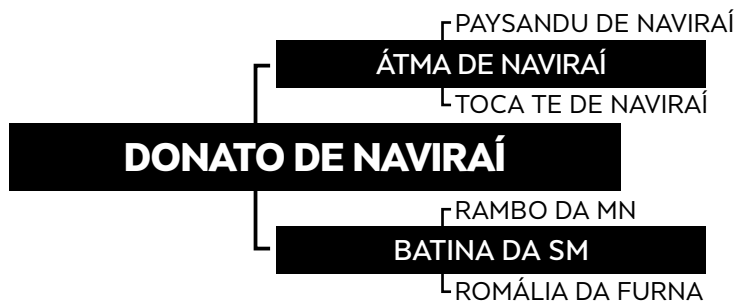 PAYSANDU DE NAVIRAÍ
ÁTMA DE NAVIRAÍ
TOCA TE DE NAVIRAÍ
DONATO DE NAVIRAÍ
RAMBO DA MN
BATINA DA SM
ROMÁLIA DA FURNA